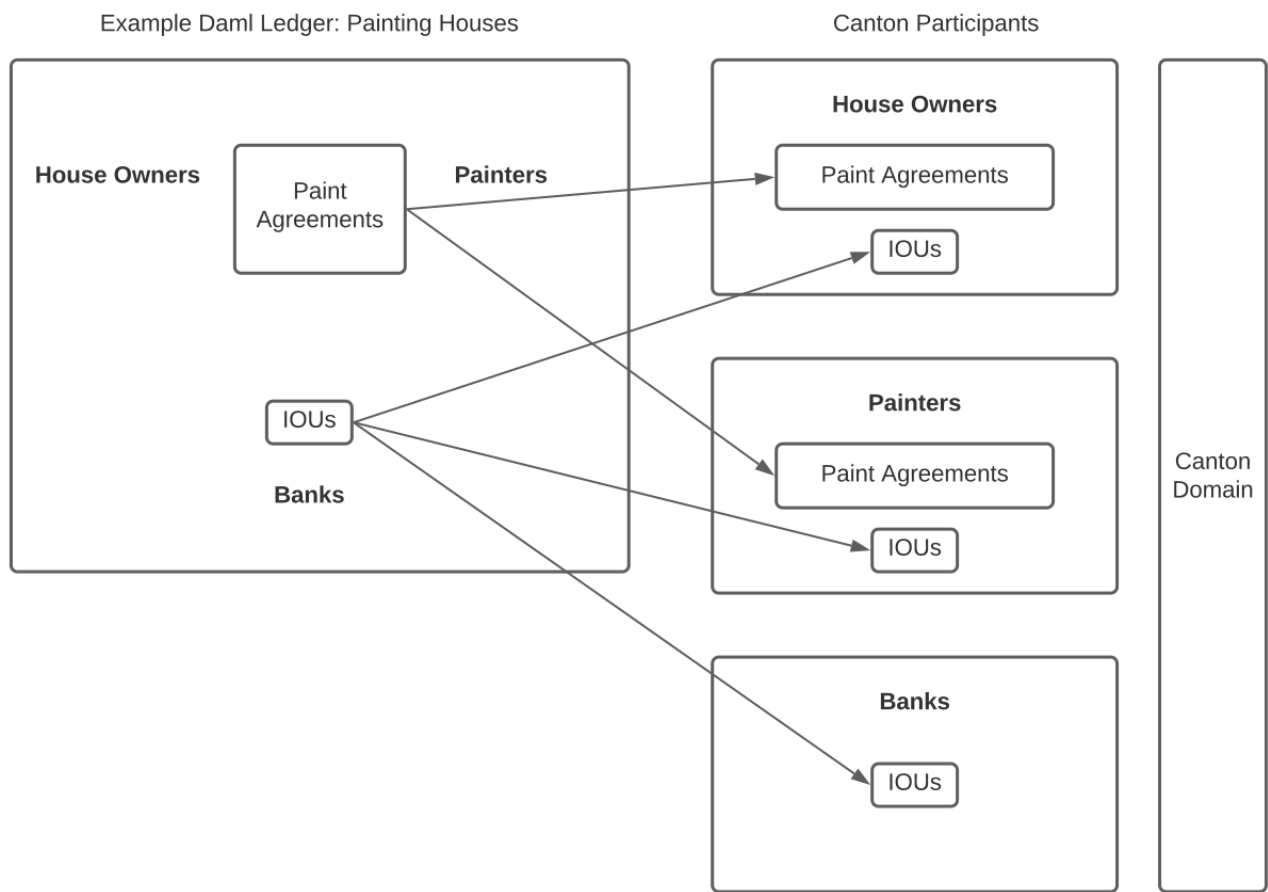 Example Daml Ledger: Painting Houses
House Owners
Paint
Agreements
Painters
IOUs
Banks
Canton Participants
House Owners
Paint Agreements
IOUs
Painters
Paint Agreements
IOUs
Banks
IOUs
Canton
Domain